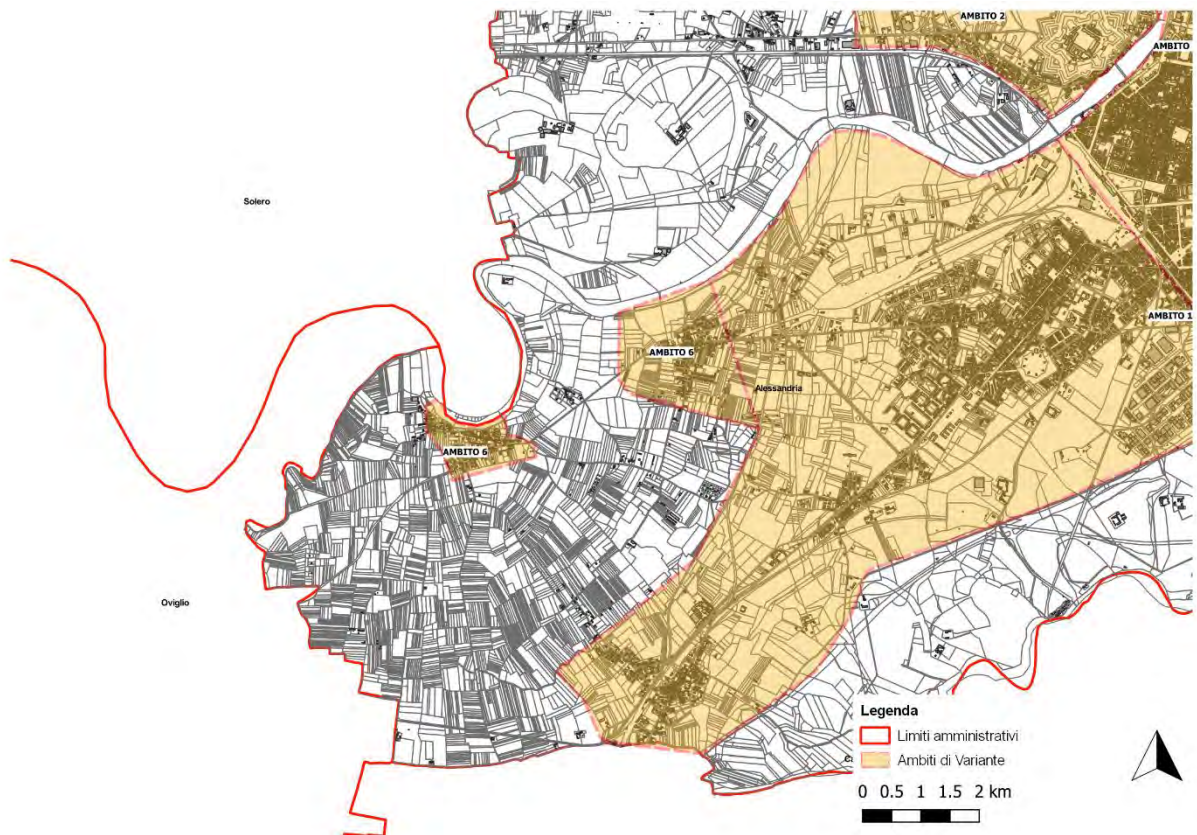 AMBITO 2
AMBITO
Solero
AMBITO 1
AMBITO 6
Alessandria
AMBITO 6
Oviglio
Legenda
Limiti amministrativi
Ambiti di Variante
0 0.5 1 1.5 2 km